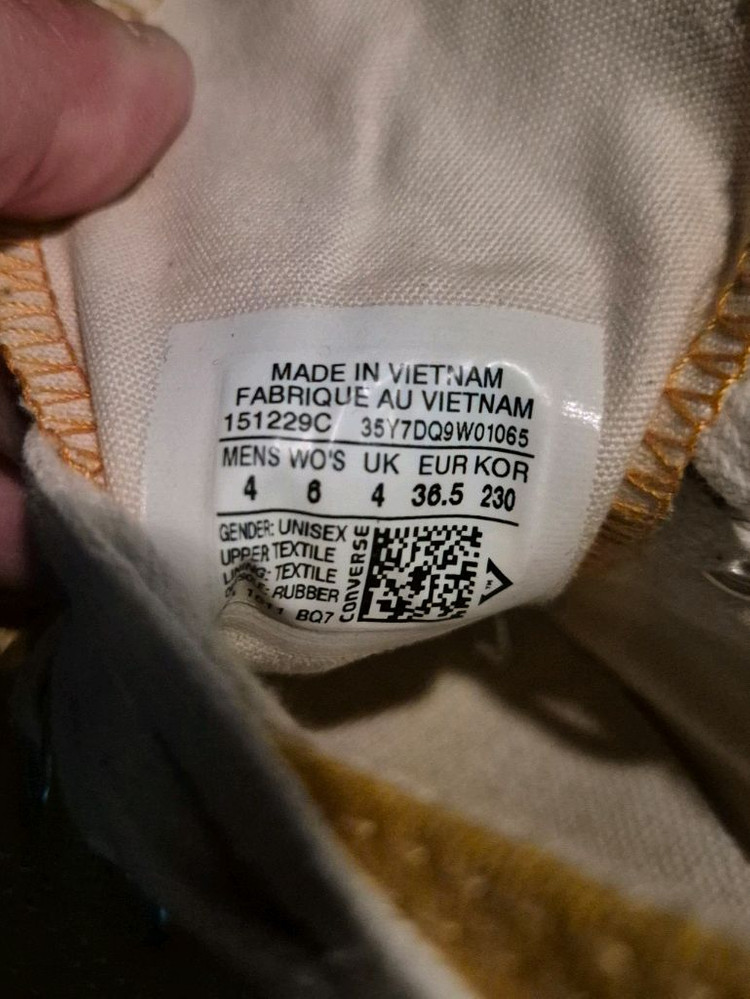 MADE IN VIETNAM
FABRIQUE AU VIETNAM
151229C 35Y7DQ9W01065
MENS WO'S UK EUR KOR
4 6 4 36.5 230
GENDER: UNISEX
UPPER TEXTILE
LINING: TEXTILE
RUBBER
BQ7
CONVERSE